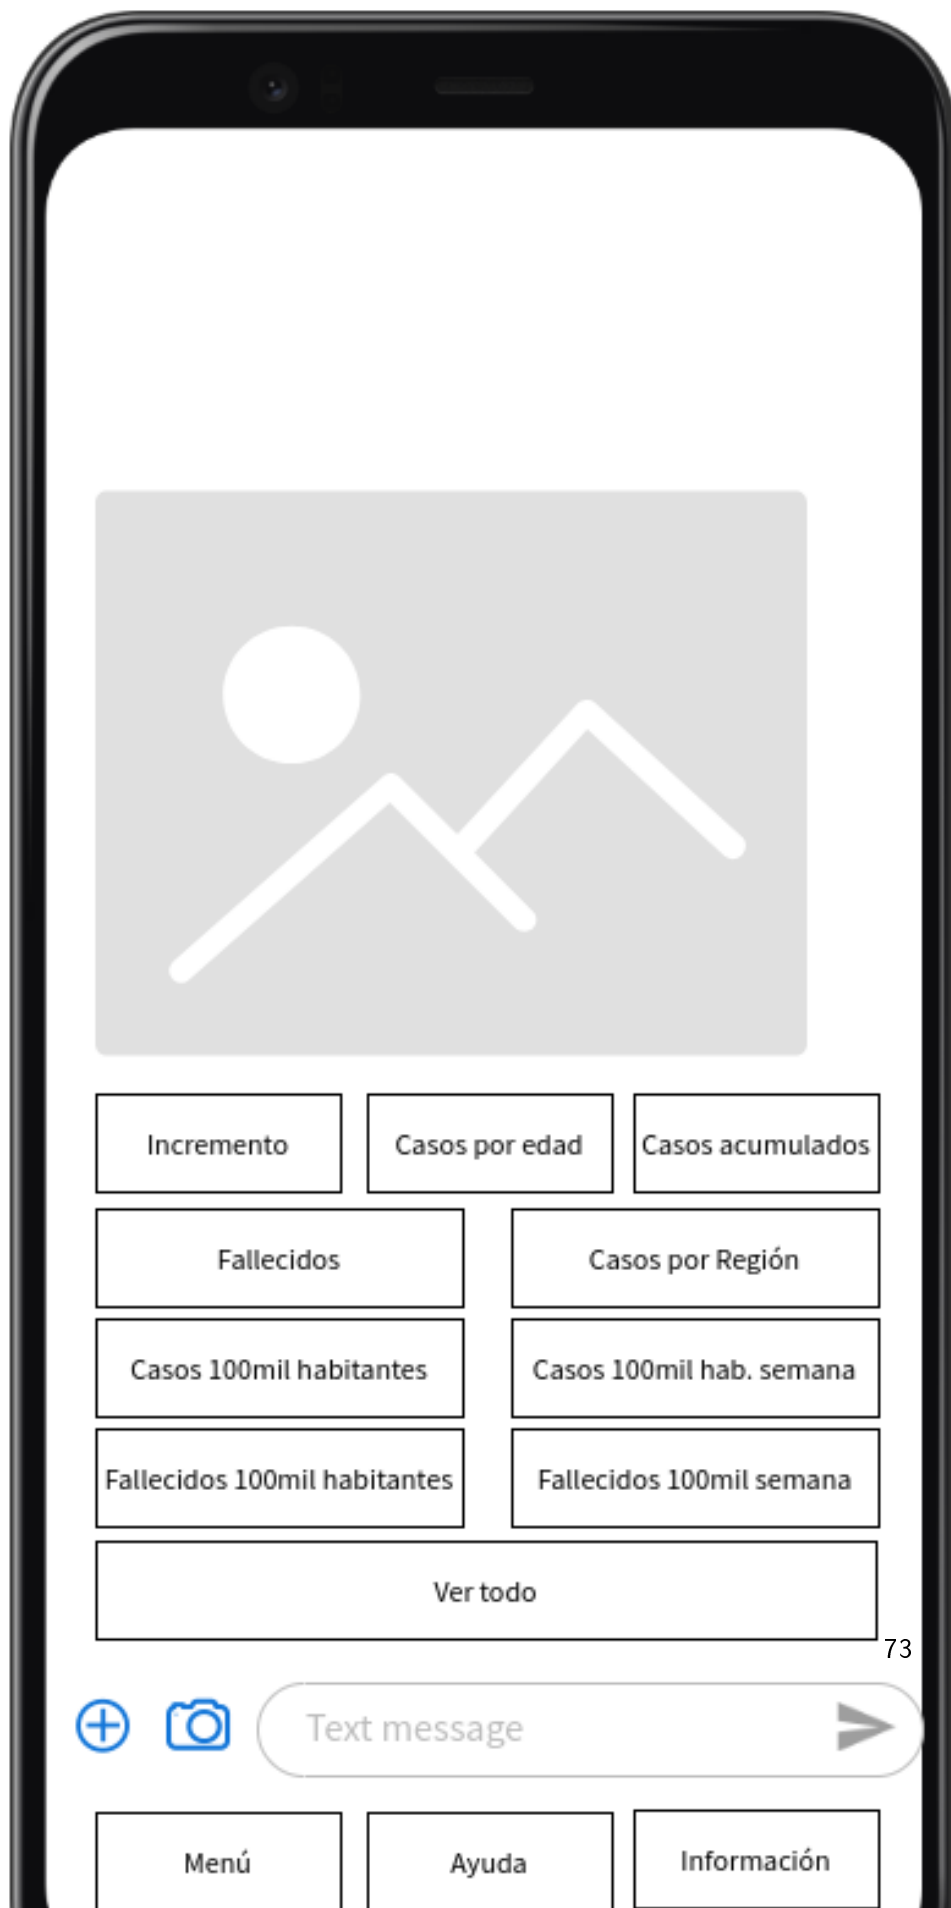 Incremento
Casos por edad
Casos acumulados
Fallecidos
Casos por Región
Casos 100mil habitantes
Casos 100mil hab. semana
Fallecidos 100mil habitantes
Fallecidos 100mil semana
Ver todo
73
Text message
Menú
Ayuda
Información